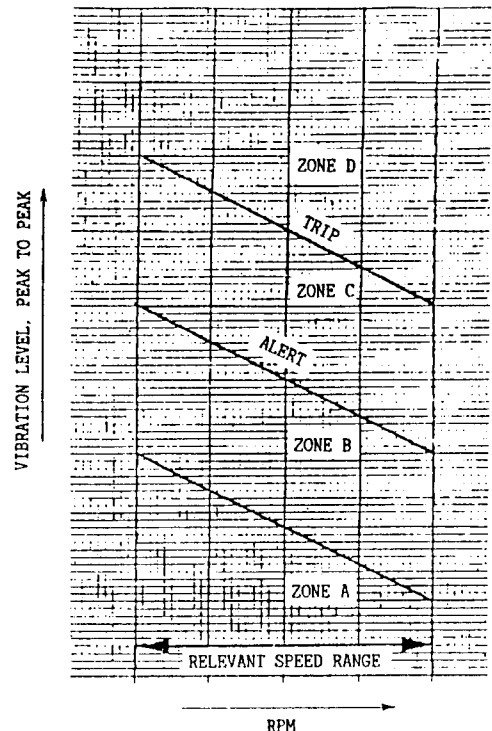 ZONE D
TRIP
ZONE C
ALERT
ZONE B
ZONE A
RELEVANT SPEED RANGE
VIBRATION LEVEL, PEAK TO PEAK
RPM